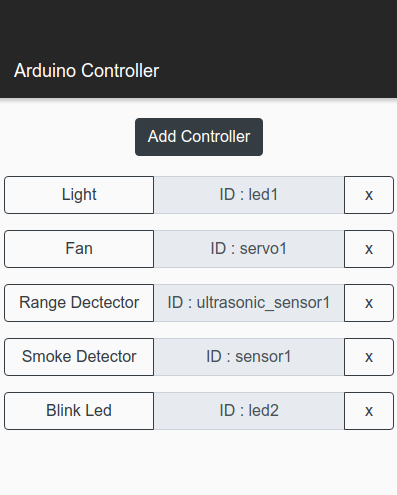 Arduino Controller
Add Controller
Light ID : led1 x
Fan ID : servo1 x
Range Dectector ID : ultrasonic_sensor1 x
Smoke Detector ID : sensor1 x
Blink Led ID : led2 x